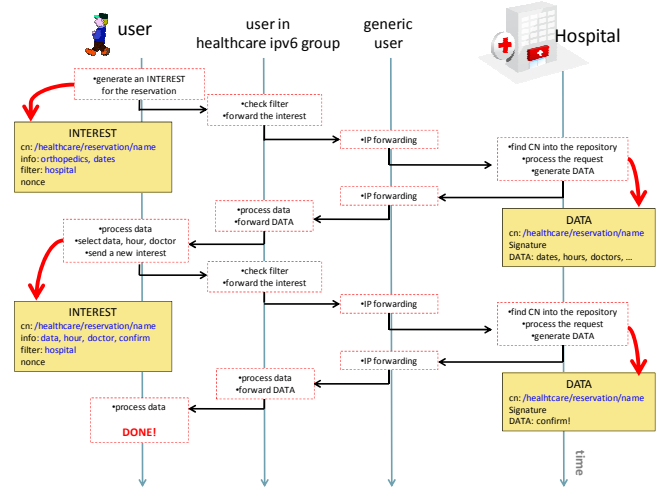 user
user in
healthcare ipv6 group
generic
user
Hospital
•generate an INTEREST
for the reservation
•check filter
•forward the interest
INTEREST
cn: /healthcare/reservation/name
info: orthopedics, dates
filter: hospital
nonce
•IP forwarding
•find CN into the repository
•process the request
•generate DATA
•IP forwarding
•process data
•forward DATA
DATA
cn: /healthcare/reservation/name
Signature
DATA: dates, hours, doctors, ...
•process data
•select data, hour, doctor
•send a new interest
•check filter
•forward the interest
INTEREST
cn: /healthcare/reservation/name
info: data, hour, doctor, confirm
filter: hospital
nonce
•IP forwarding
•find CN into the repository
•process the request
•generate DATA
•IP forwarding
•process data
•forward DATA
DATA
cn: /healhtcare/reservation/name
Signature
DATA: confirm!
•process data
DONE!
time